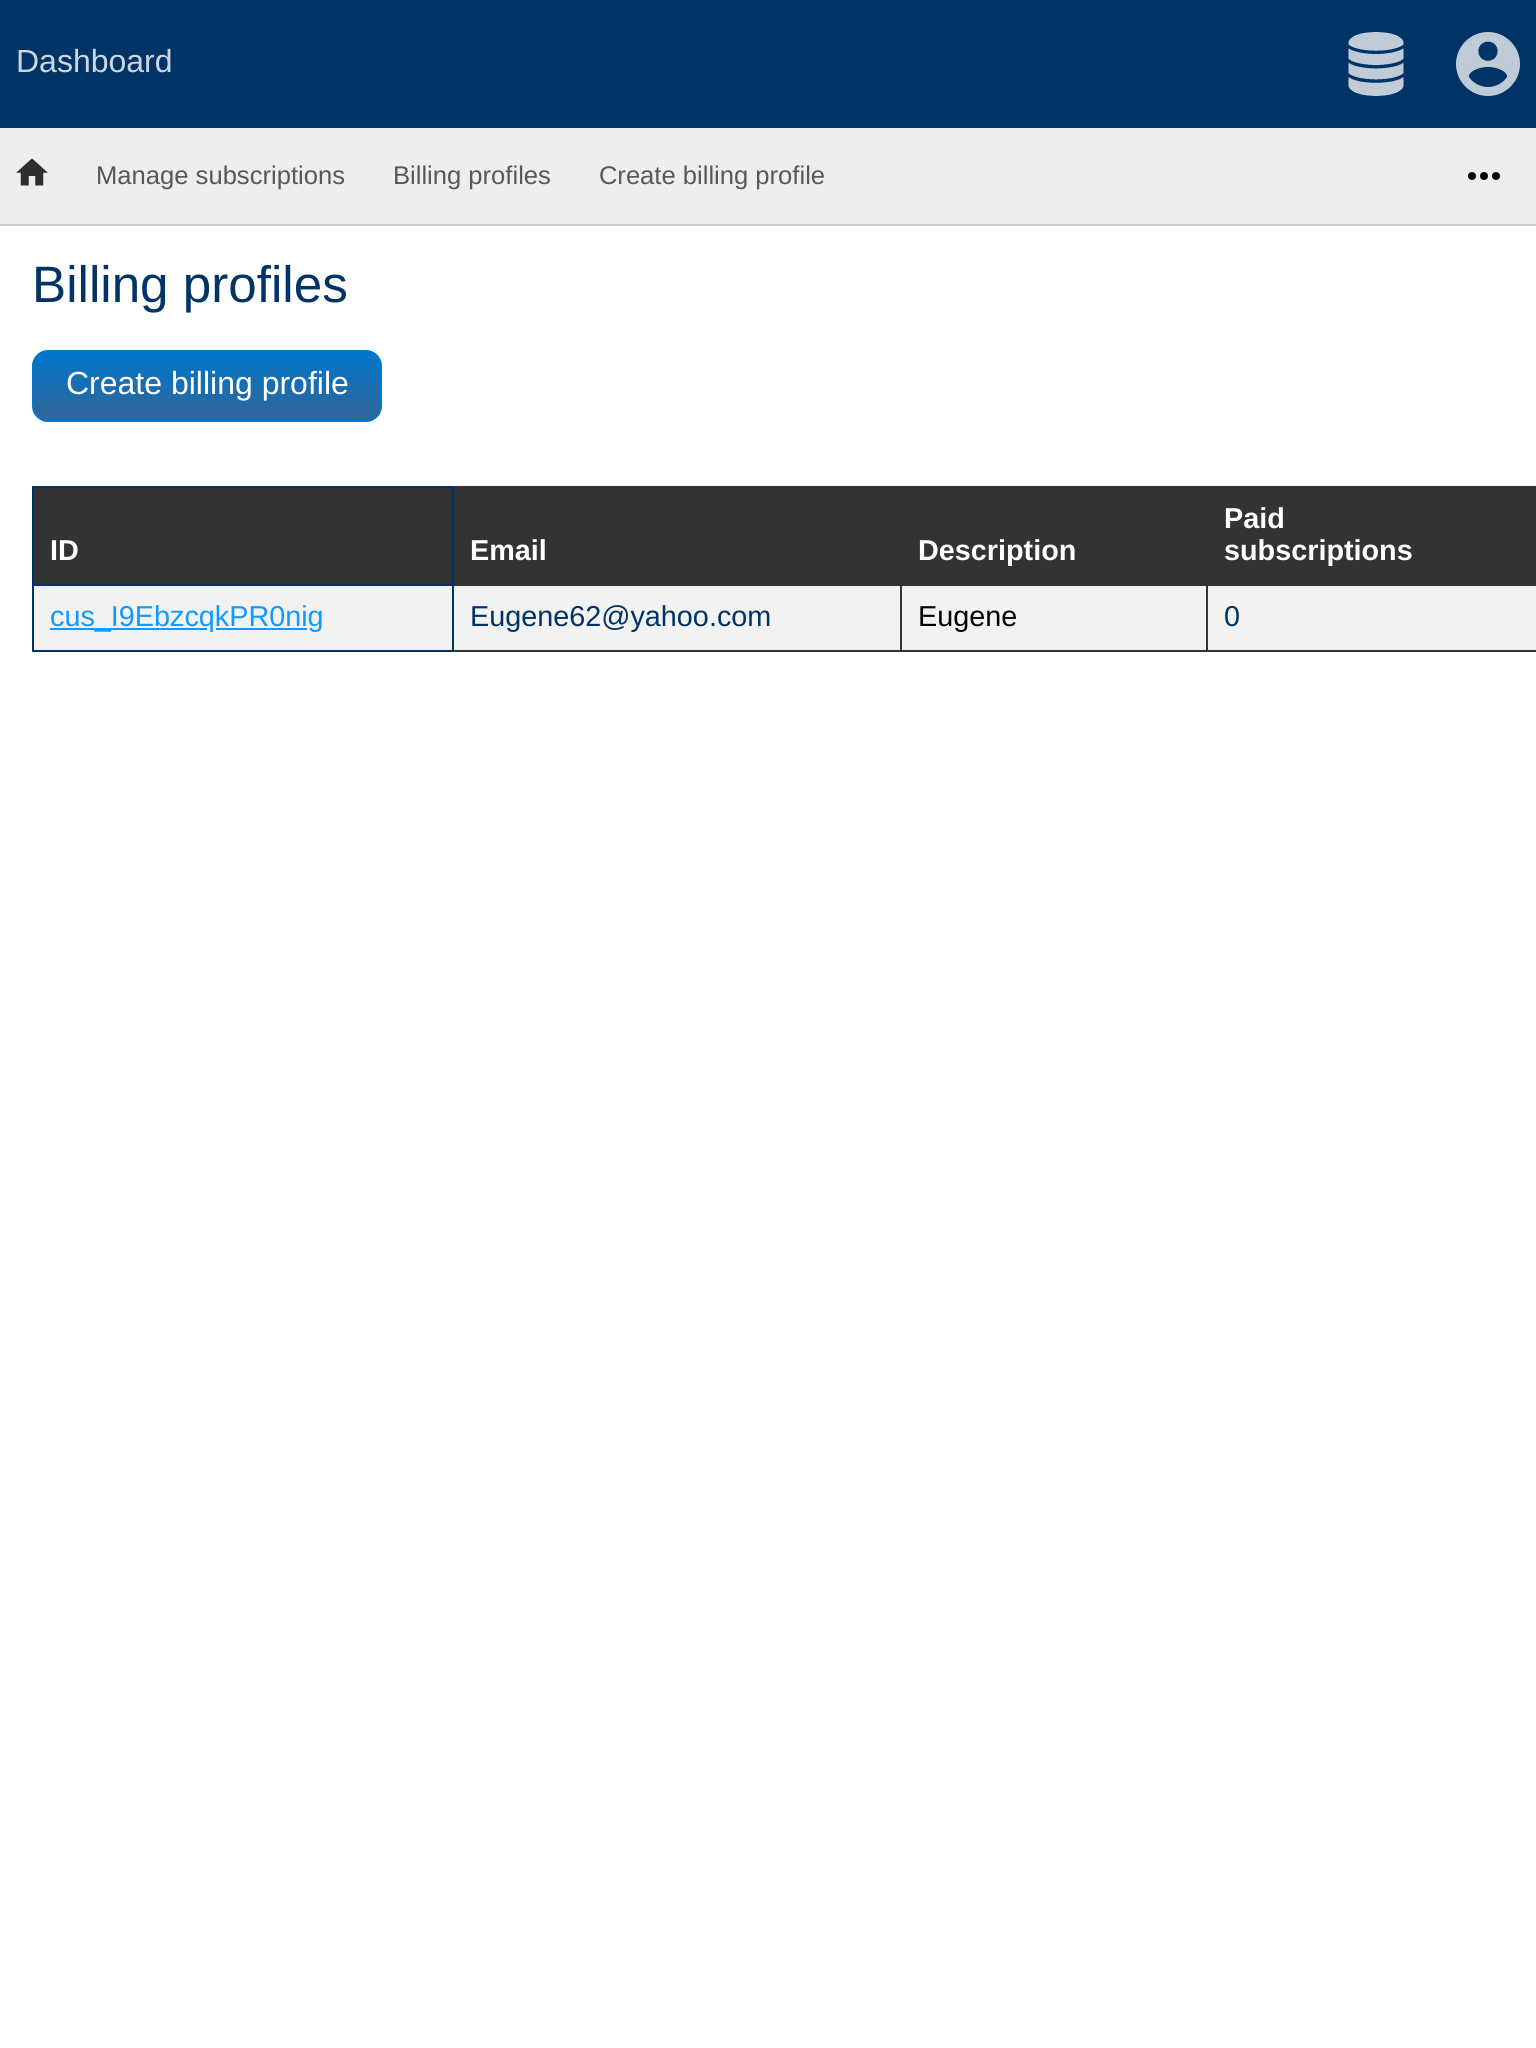 Dashboard
Manage subscriptions Billing profiles Create billing profile
Billing profiles
Create billing profile
ID Email Description Paid subscriptions
cus_I9EbzcqkPR0nig Eugene62@yahoo.com Eugene 0